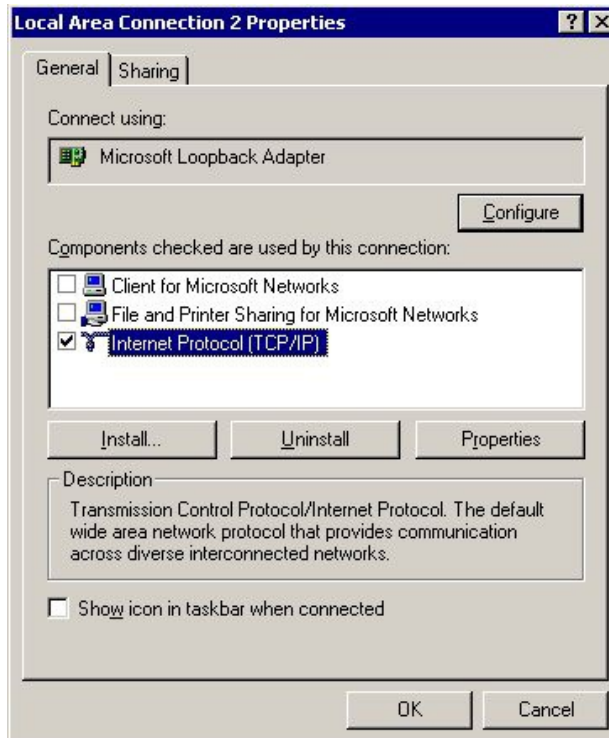 Local Area Connection 2 Properties
General
Sharing
Connect using:
Microsoft Loopback Adapter
Configure
Components checked are used by this connection:
Client for Microsoft Networks
File and Printer Sharing for Microsoft Networks
Internet Protocol (TCP/IP)
Install...
Uninstall
Properties
Description
Transmission Control Protocol/Internet Protocol. The default
wide area network protocol that provides communication
across diverse interconnected networks.
Show icon in taskbar when connected
OK
Cancel